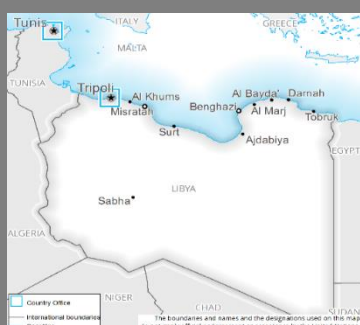 Tunis
ITALY
GREECE
MALTA
TUNISIA
Tripoli
Al Khums
Misratah
Al Bayda'
Darnah
Benghazi
Al Marj
Tobruk
Surt
Ajdabiya
EGYPT
LIBYA
Sabha
ALGERIA
NIGER
CHAD
SUDAN
Country Office
International boundaries
The boundaries and names and the designations used on this map